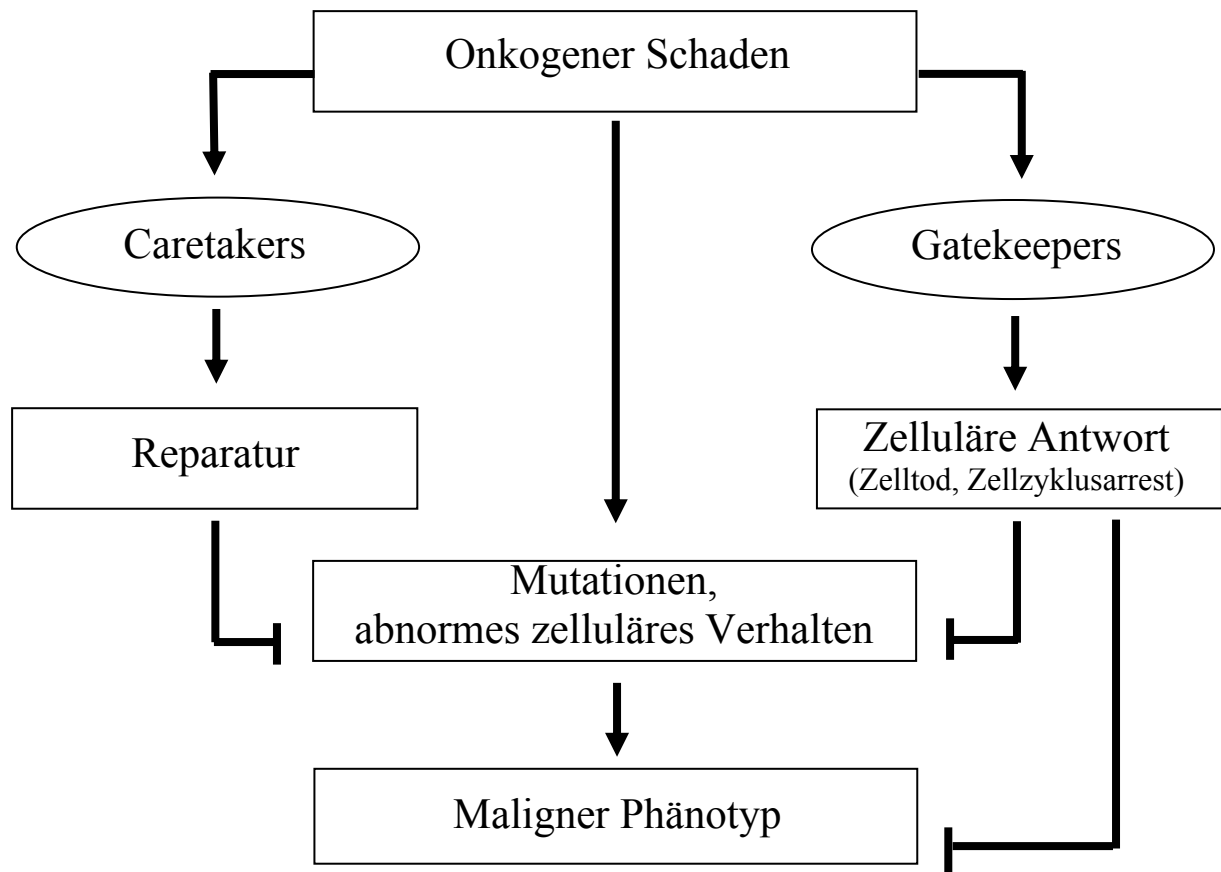 Onkogener Schaden
Caretakers
Gatekeepers
Reparatur
Zelluläre Antwort
(Zelltod, Zellzyklusarrest)
Mutationen,
abnormes zelluläres Verhalten
Maligner Phänotyp